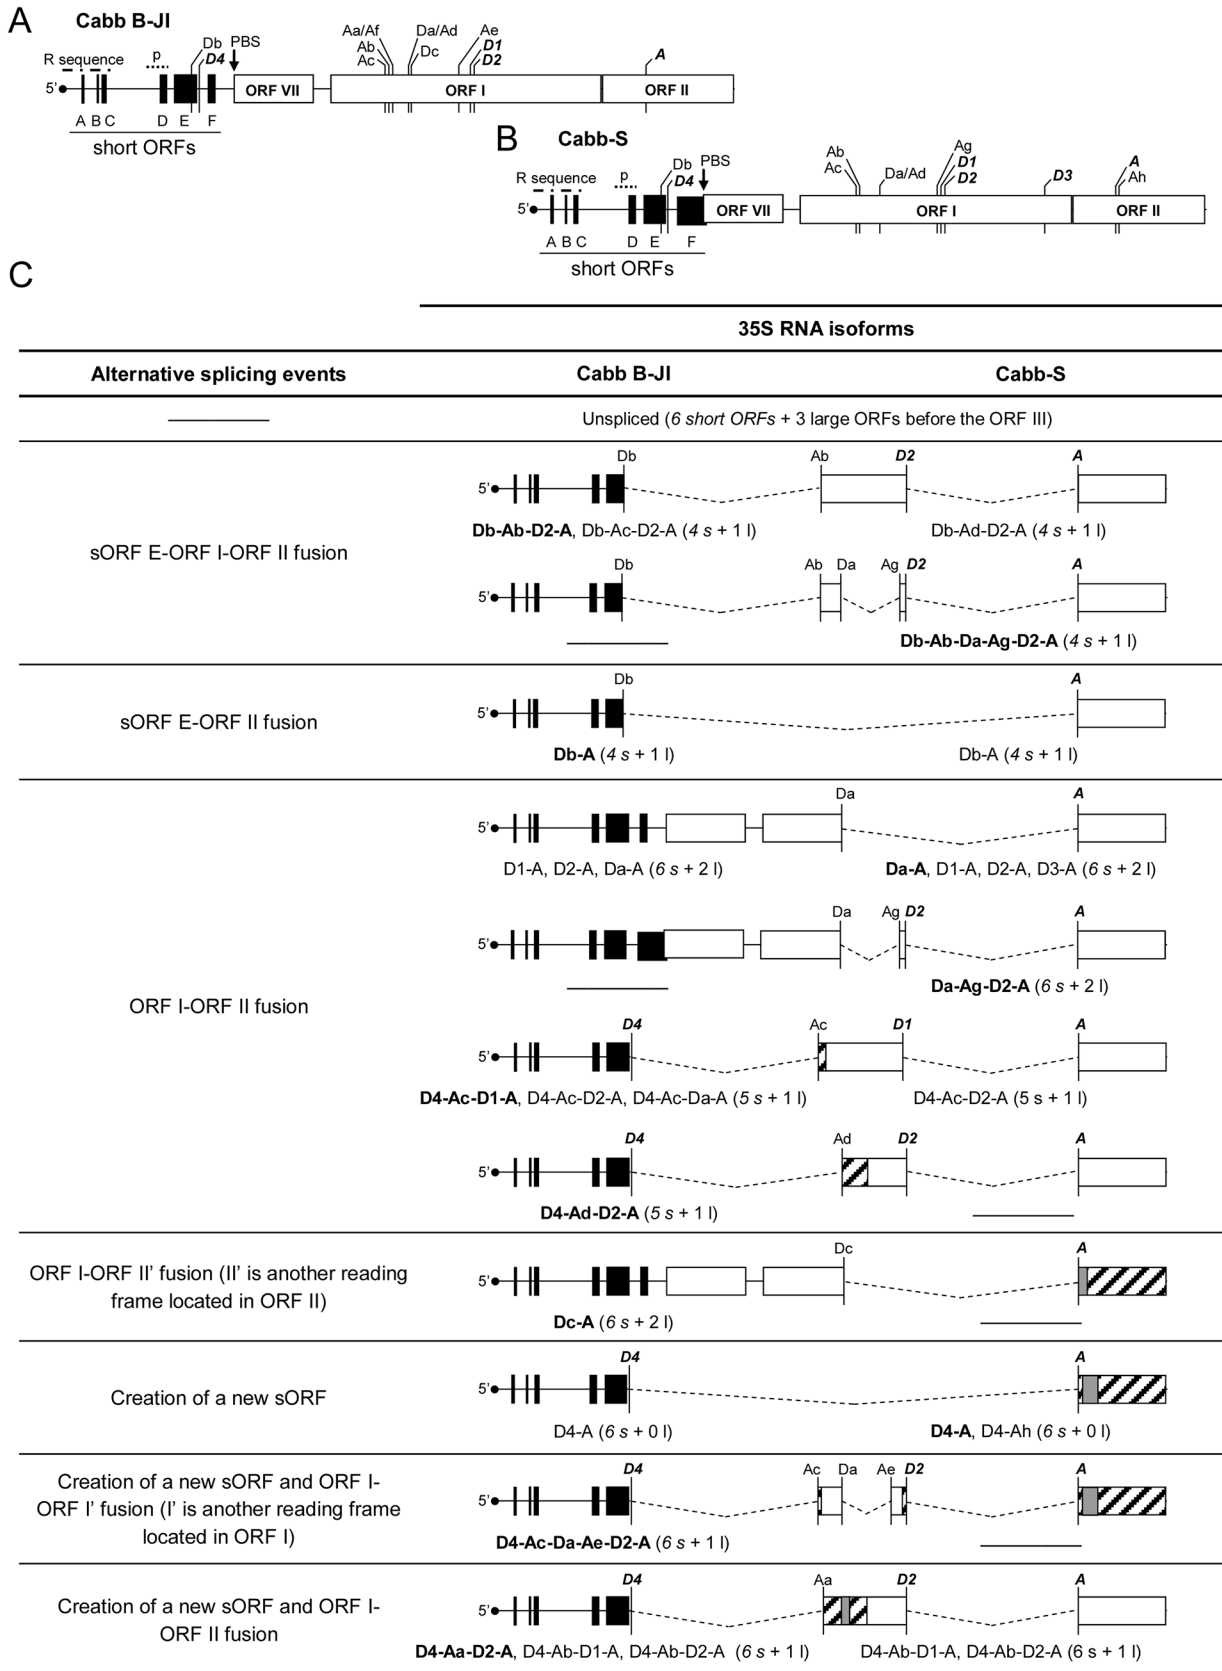 A
Cabb B-JI
R sequence
p
Db
D4
PBS
Aa/Af
Ab
Ac
Da/Ad
Dc
Ae
D1
D2
A
5’
ORF VII
ORF I
ORF II
A B C D E F
short ORFs
B
Cabb-S
R sequence
p
Db
D4
PBS
Ab
Ac
Da/Ad
Ag
D1
D2
D3
A
Ah
5’
ORF VII
ORF I
ORF II
A B C D E F
short ORFs
C
35S RNA isoforms
Alternative splicing events Cabb B-JI Cabb-S
Unspliced (6 short ORFs + 3 large ORFs before the ORF III)
sORF E-ORF I-ORF II fusion
Db Ab D2 A
5’
Db-Ab-D2-A, Db-Ac-D2-A (4 s + 1 l) Db-Ad-D2-A (4 s + 1 l)
Db Ab Da Ag D2 A
5’
Db-Ab-Da-Ag-D2-A (4 s + 1 l)
sORF E-ORF II fusion
Db A
5’
Db-A (4 s + 1 l) Db-A (4 s + 1 l)
ORF I-ORF II fusion
Da A
5’
D1-A, D2-A, Da-A (6 s + 2 l) Da-A, D1-A, D2-A, D3-A (6 s + 2 l)
Da Ag D2 A
5’
Da-Ag-D2-A (6 s + 2 l)
D4 Ac D1 A
5’
D4-Ac-D1-A, D4-Ac-D2-A, D4-Ac-Da-A (5 s + 1 l) D4-Ac-D2-A (5 s + 1 l)
D4 Ad D2 A
5’
D4-Ad-D2-A (5 s + 1 l)
ORF I-ORF II’ fusion (II’ is another reading
frame located in ORF II)
Dc A
5’
Dc-A (6 s + 2 l)
Creation of a new sORF
D4 A
5’
D4-A (6 s + 0 l) D4-A, D4-Ah (6 s + 0 l)
Creation of a new sORF and ORF I-
ORF I’ fusion (I’ is another reading frame
located in ORF I)
D4 Ac Da Ae D2 A
5’
D4-Ac-Da-Ae-D2-A (6 s + 1 l)
Creation of a new sORF and ORF I-
ORF II fusion
D4 Aa D2 A
5’
D4-Aa-D2-A, D4-Ab-D1-A, D4-Ab-D2-A (6 s + 1 l) D4-Ab-D1-A, D4-Ab-D2-A (6 s + 1 l)